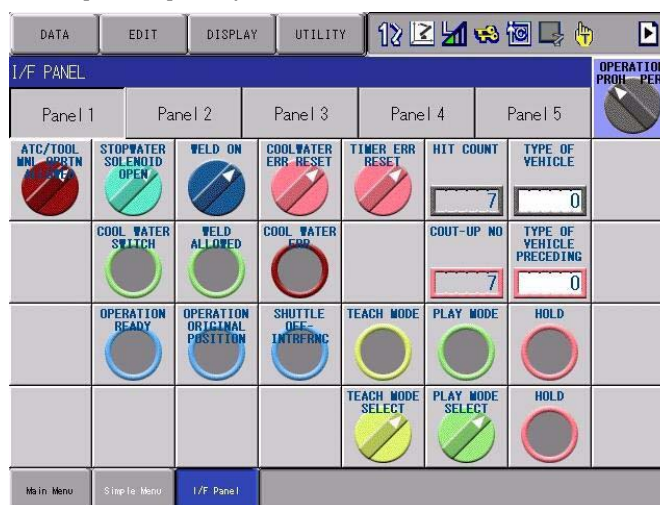 DATA
EDIT
DISPLAY
UTILITY
I/F PANEL
OPERATION
PROH PER
Panel 1
Panel 2
Panel 3
Panel 4
Panel 5
ATC/TOOL
MNL OPRTN
ALLOWED
STOPWATER
SOLENOID
OPEN
WELD ON
COOLWATER
ERR RESET
TIMER ERR
RESET
HIT COUNT
7
TYPE OF
VEHICLE
0
COOL WATER
SWITCH
WELD
ALLOWED
COOL WATER
ERR
COUT-UP NO
7
TYPE OF
VEHICLE
PRECEDING
0
OPERATION
READY
OPERATION
ORIGINAL
POSITION
SHUTTLE
OFF-
INTRFRNC
TEACH MODE
PLAY MODE
HOLD
TEACH MODE
SELECT
PLAY MODE
SELECT
HOLD
Main Menu
Simple Menu
I/F Panel